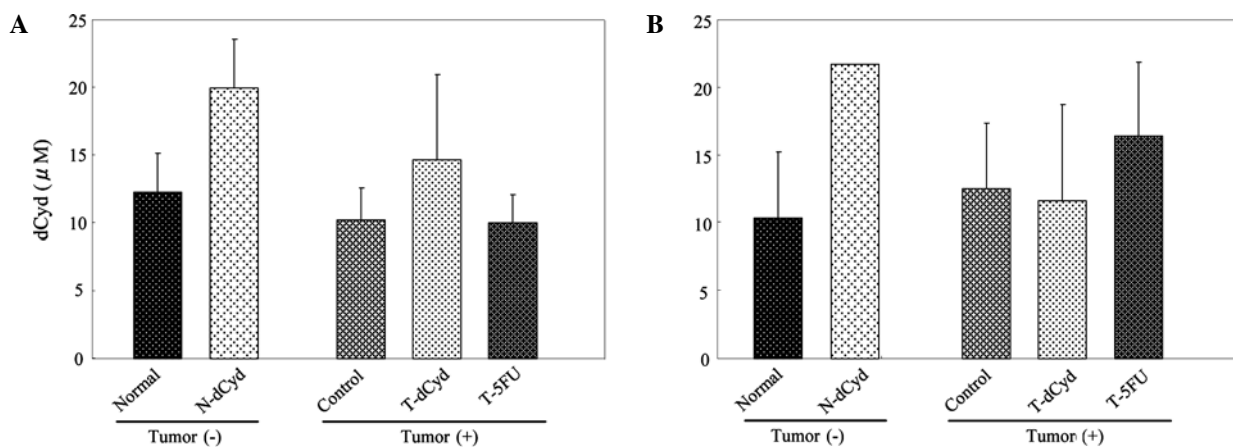 A
25
20
15
10
5
0
dCyd (μM)
Normal
N-dCyd
Control
T-dCyd
T-5FU
Tumor (-)
Tumor (+)
B
25
20
15
10
5
0
Normal
N-dCyd
Control
T-dCyd
T-5FU
Tumor (-)
Tumor (+)